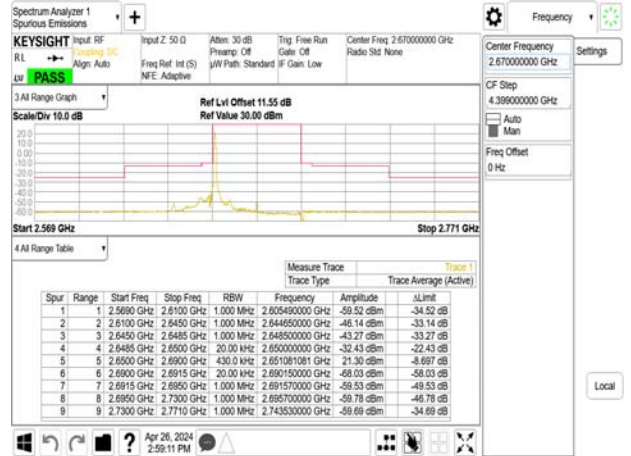 Spectrum Analyzer 1
Spurious Emissions
Frequency
Settings
KEYSIGHT
RL
PASS
Input: RF
Coupling: DC
Align: Auto
Input Z: 50 Ω
Freq Ref: Int (S)
NFE: Adaptive
Atten: 30 dB
Preamp: Off
µW Path: Standard
Trig: Free Run
Gate: Off
IF Gain: Low
Center Freq: 2.670000000 GHz
Radio Std: None
Center Frequency
2.670000000 GHz
CF Step
4.399000000 GHz
Auto
Man
Freq Offset
0 Hz
Local
3 All Range Graph
Scale/Div 10.0 dB
Ref Lvl Offset 11.55 dB
Ref Value 30.00 dBm
20.0
10.0
0.00
-10.0
-20.0
-30.0
-40.0
-50.0
-60.0
Start 2.569 GHz
Stop 2.771 GHz
4 All Range Table
Measure Trace Trace 1
Trace Type Trace Average (Active)
Spur Range Start Freq Stop Freq RBW Frequency Amplitude ΔLimit
1 1 2.5690 GHz 2.6100 GHz 1.000 MHz 2.605490000 GHz -59.52 dBm -34.52 dB
2 2 2.6100 GHz 2.6450 GHz 1.000 MHz 2.644650000 GHz -46.14 dBm -33.14 dB
3 3 2.6450 GHz 2.6485 GHz 1.000 MHz 2.648500000 GHz -43.27 dBm -33.27 dB
4 4 2.6485 GHz 2.6500 GHz 20.00 kHz 2.650000000 GHz -32.43 dBm -22.43 dB
5 5 2.6500 GHz 2.6900 GHz 430.0 kHz 2.651081081 GHz 21.30 dBm -8.697 dB
6 6 2.6900 GHz 2.6915 GHz 20.00 kHz 2.690150000 GHz -68.03 dBm -58.03 dB
7 7 2.6915 GHz 2.6950 GHz 1.000 MHz 2.691570000 GHz -59.53 dBm -49.53 dB
8 8 2.6950 GHz 2.7300 GHz 1.000 MHz 2.695700000 GHz -59.78 dBm -46.78 dB
9 9 2.7300 GHz 2.7710 GHz 1.000 MHz 2.743530000 GHz -59.69 dBm -34.69 dB
Apr 26, 2024
2:59:11 PM